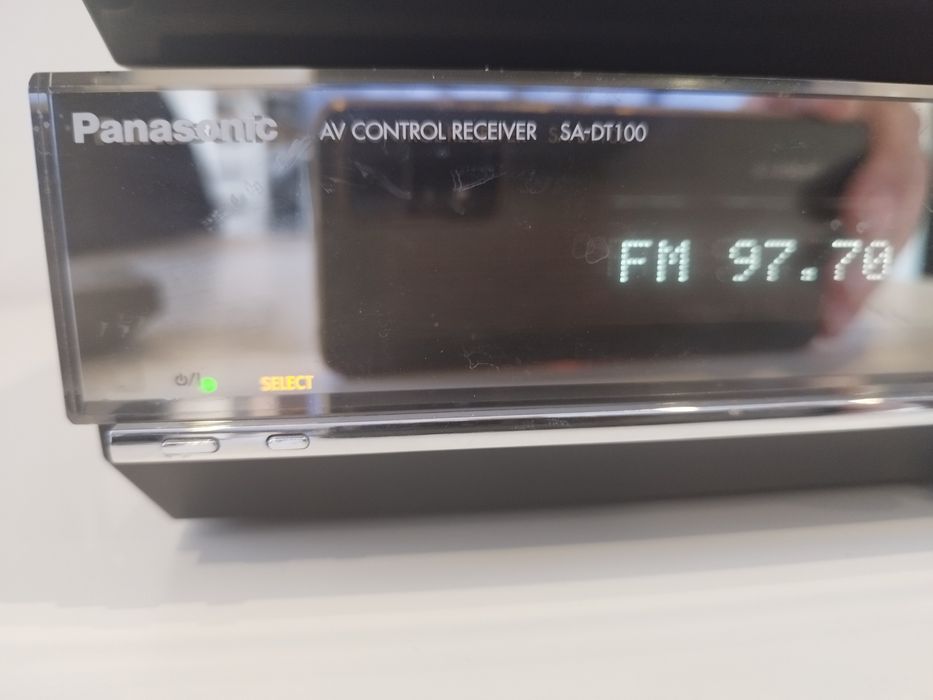 Panasonic AV CONTROL RECEIVER SA-DT100
FM 97.70
⏻/I SELECT